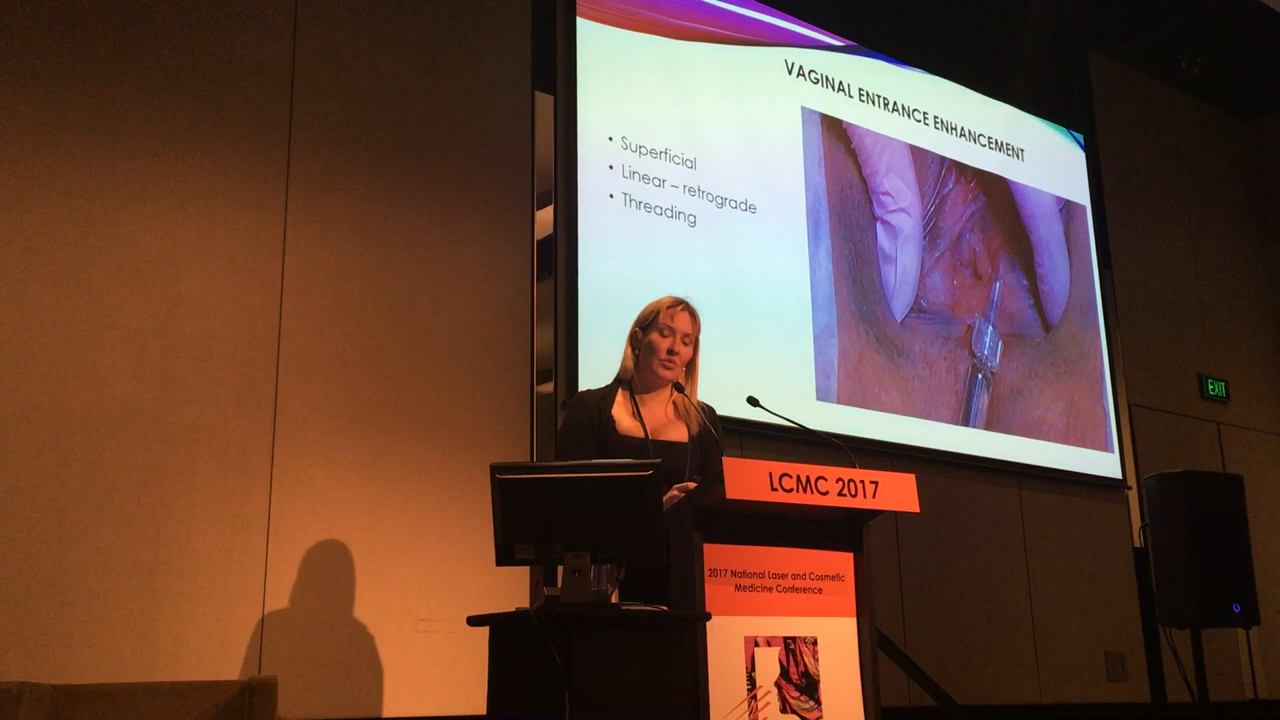 VAGINAL ENTRANCE ENHANCEMENT
• Superficial
• Linear – retrograde
• Threading
EXIT
LCMC 2017
2017 National Laser and Cosmetic
Medicine Conference